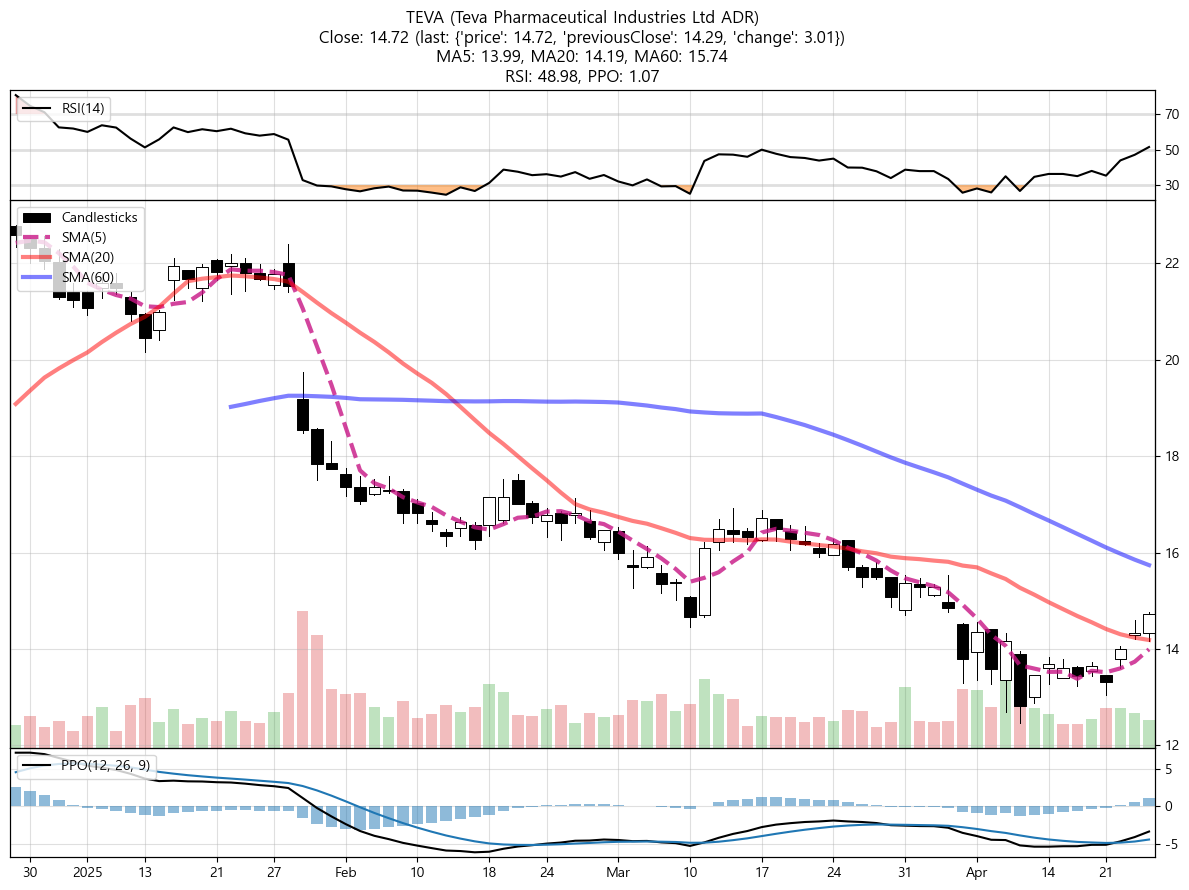 TEVA (Teva Pharmaceutical Industries Ltd ADR)
Close: 14.72 (last: {'price': 14.72, 'previousClose': 14.29, 'change': 3.01})
MA5: 13.99, MA20: 14.19, MA60: 15.74
RSI: 48.98, PPO: 1.07
RSI(14)
70
50
30
Candlesticks
SMA(5)
SMA(20)
SMA(60)
22
20
18
16
14
12
PPO(12, 26, 9)
5
0
-5
30 2025 13 21 27 Feb 10 18 24 Mar 10 17 24 31 Apr 14 21